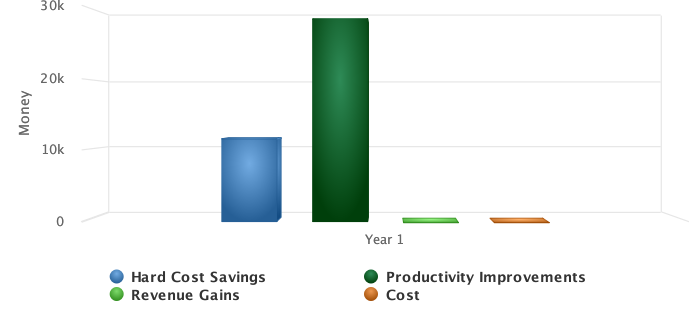 30k
20k
Money
10k
0
Year 1
Hard Cost Savings
Productivity Improvements
Revenue Gains
Cost